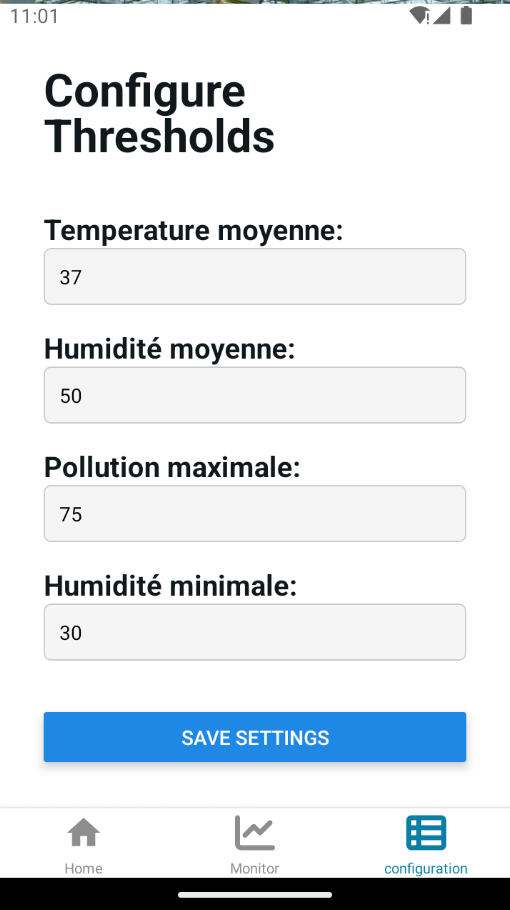 11:01
Configure
Thresholds
Temperature moyenne:
37
Humidité moyenne:
50
Pollution maximale:
75
Humidité minimale:
30
SAVE SETTINGS
Home
Monitor
configuration